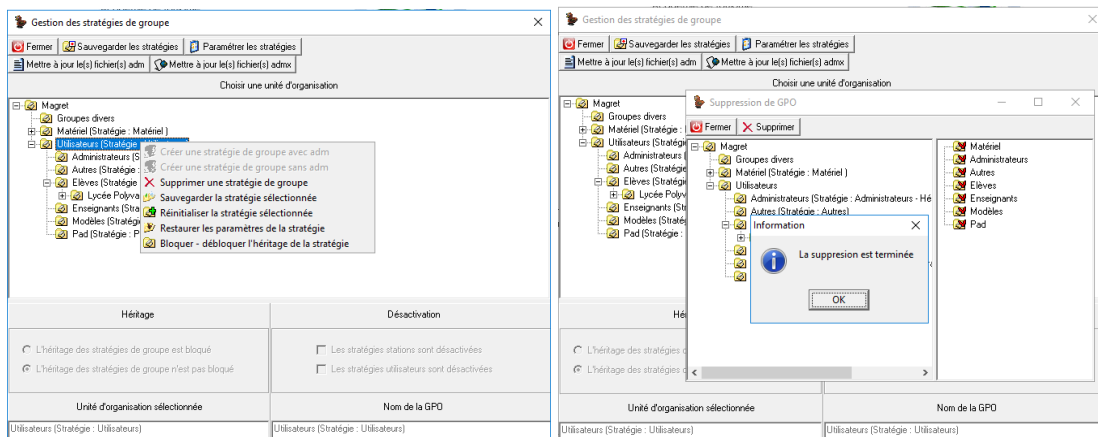 Gestion des stratégies de groupe
Fermer Sauvegarder les stratégies Paramétrer les stratégies
Mettre à jour le(s) fichier(s) adm Mettre à jour le(s) fichier(s) admx
Choisir une unité d'organisation
Magret
Groupes divers
Matériel (Stratégie : Matériel )
Utilisateurs (Stratégie
Administrateurs (S
Autres (Stratégie :
Elèves (Stratégie
Lycée Polyva
Enseignants (Stra
Modèles (Stratégi
Pad (Stratégie : P
Créer une stratégie de groupe avec adm
Créer une stratégie de groupe sans adm
Supprimer une stratégie de groupe
Sauvegarder la stratégie sélectionnée
Réinitialiser la stratégie sélectionnée
Restaurer les paramètres de la stratégie
Bloquer - débloquer l'héritage de la stratégie
Héritage Désactivation
L'héritage des stratégies de groupe est bloqué
L'héritage des stratégies de groupe n'est pas bloqué
Les stratégies stations sont désactivées
Les stratégies utilisateurs sont désactivées
Unité d'organisation sélectionnée Nom de la GPO
Utilisateurs (Stratégie : Utilisateurs) Utilisateurs (Stratégie : Utilisateurs)
Gestion des stratégies de groupe
Fermer Sauvegarder les stratégies Paramétrer les stratégies
Mettre à jour le(s) fichier(s) adm Mettre à jour le(s) fichier(s) admx
Choisir une unité d'organisation
Magret
Groupes divers
Matériel (Stratégie :
Utilisateurs (Stratégie
Administrateurs (
Autres (Stratégie
Elèves (Stratégie
Lycée Polyv
Enseignants (St
Modèles (Straté
Pad (Stratégie :
Suppression de GPO
Fermer Supprimer
Magret
Groupes divers
Matériel (Stratégie : Matériel )
Utilisateurs
Administrateurs (Stratégie : Administrateurs - Hé
Autres (Stratégie : Autres)
Matériel
Administrateurs
Autres
Elèves
Enseignants
Modèles
Pad
Information
La suppresion est terminée
OK
L'héritage des stratégies
L'héritage des stratégies
Unité d'organisation sélectionnée Nom de la GPO
Utilisateurs (Stratégie : Utilisateurs) Utilisateurs (Stratégie : Utilisateurs)